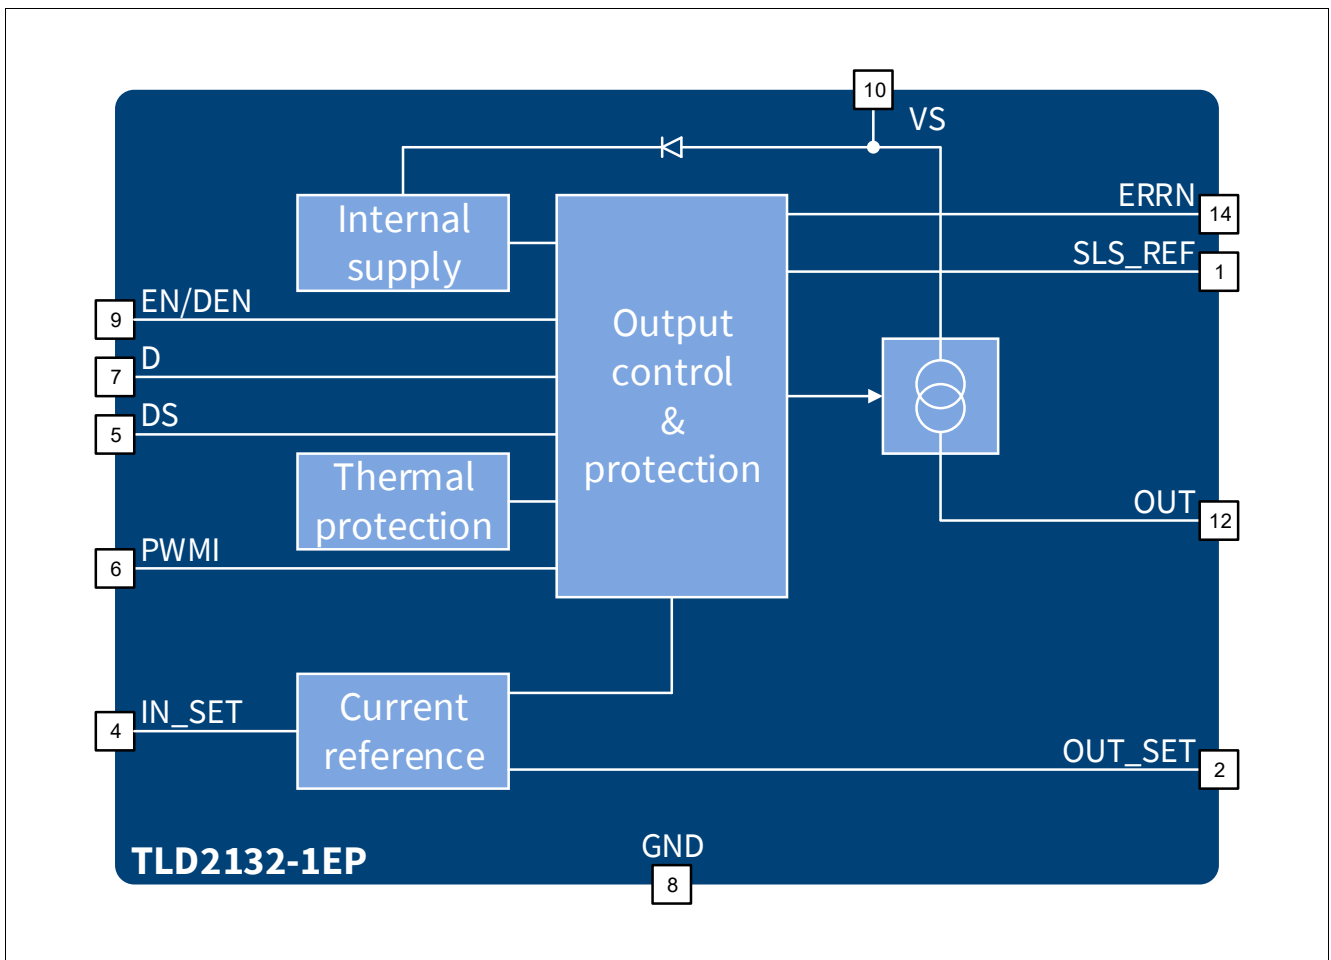 10
VS
ERRN
14
Internal
supply
SLS_REF
1
EN/DEN
9
Output
control
&
protection
D
7
DS
5
Thermal
protection
OUT
12
PWMI
6
IN_SET
4
Current
reference
OUT_SET
2
TLD2132-1EP
GND
8